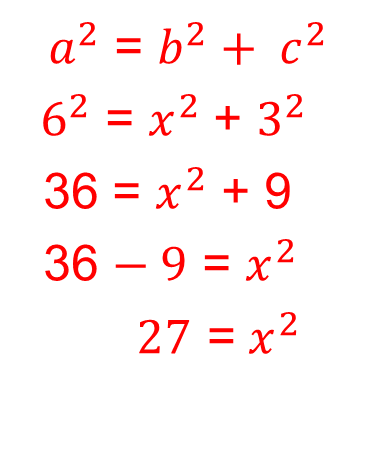 a² = b² + c²
6² = x² + 3²
36 = x² + 9
36 – 9 = x²
27 = x²